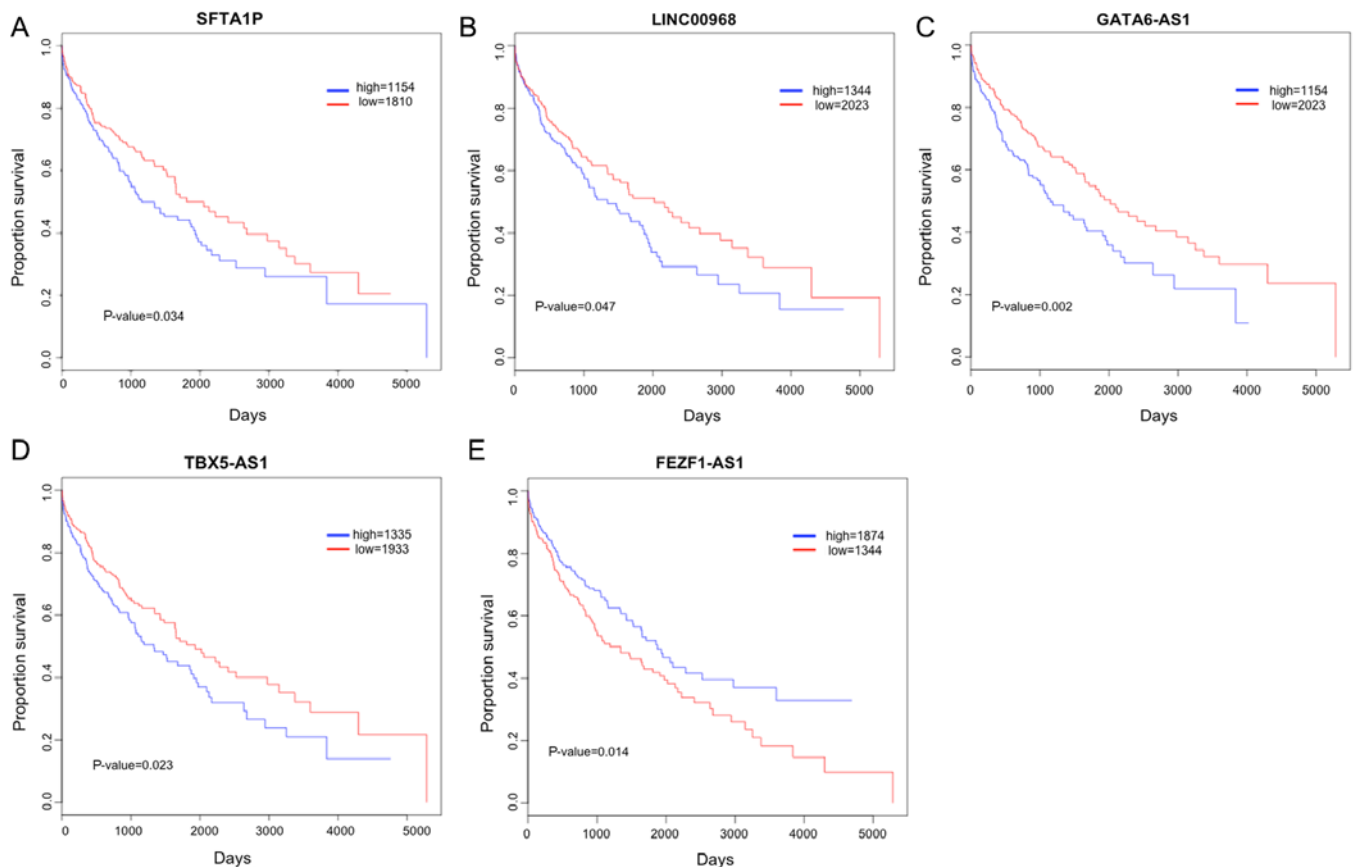 A
SFTA1P
Proportion survival
1.0
0.8
0.6
0.4
0.2
0.0
high=1154
low=1810
P-value=0.034
0 1000 2000 3000 4000 5000
Days
B
LINC00968
Porportion survival
1.0
0.8
0.6
0.4
0.2
0.0
high=1344
low=2023
P-value=0.047
0 1000 2000 3000 4000 5000
Days
C
GATA6-AS1
Porportion survival
1.0
0.8
0.6
0.4
0.2
0.0
high=1154
low=2023
P-value=0.002
0 1000 2000 3000 4000 5000
Days
D
TBX5-AS1
Proportion survival
1.0
0.8
0.6
0.4
0.2
0.0
high=1335
low=1933
P-value=0.023
0 1000 2000 3000 4000 5000
Days
E
FEZF1-AS1
Porportion survival
1.0
0.8
0.6
0.4
0.2
0.0
high=1874
low=1344
P-value=0.014
0 1000 2000 3000 4000 5000
Days